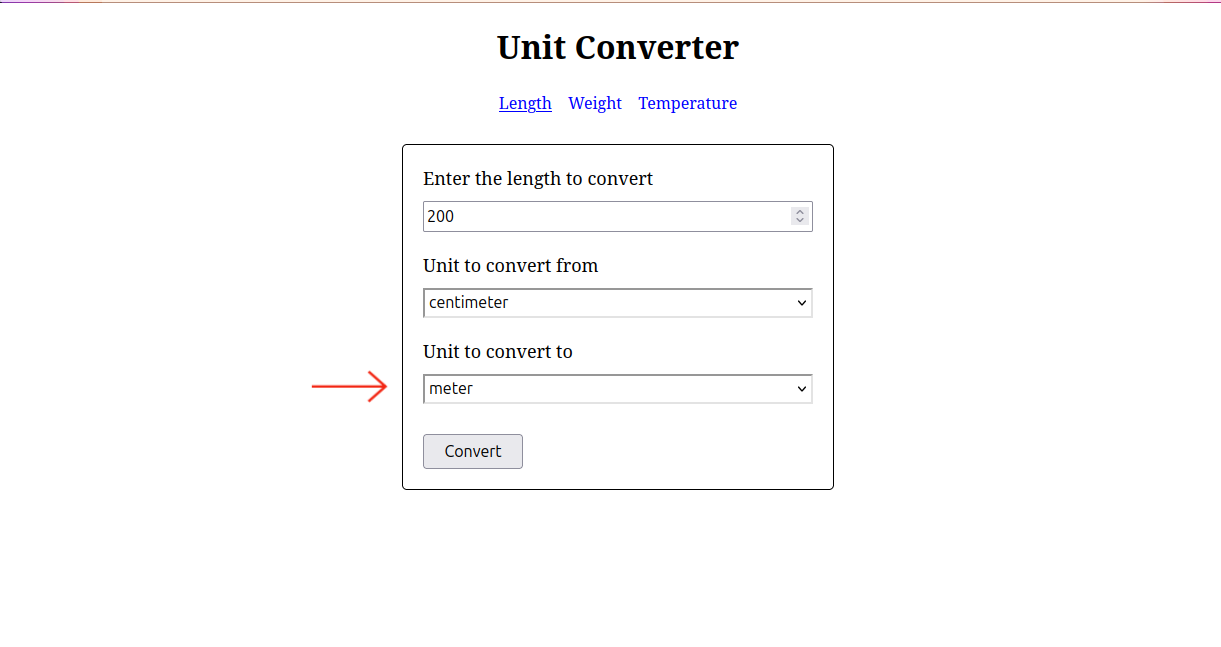 Unit Converter
Length Weight Temperature
Enter the length to convert
200
Unit to convert from
centimeter
Unit to convert to
meter
Convert